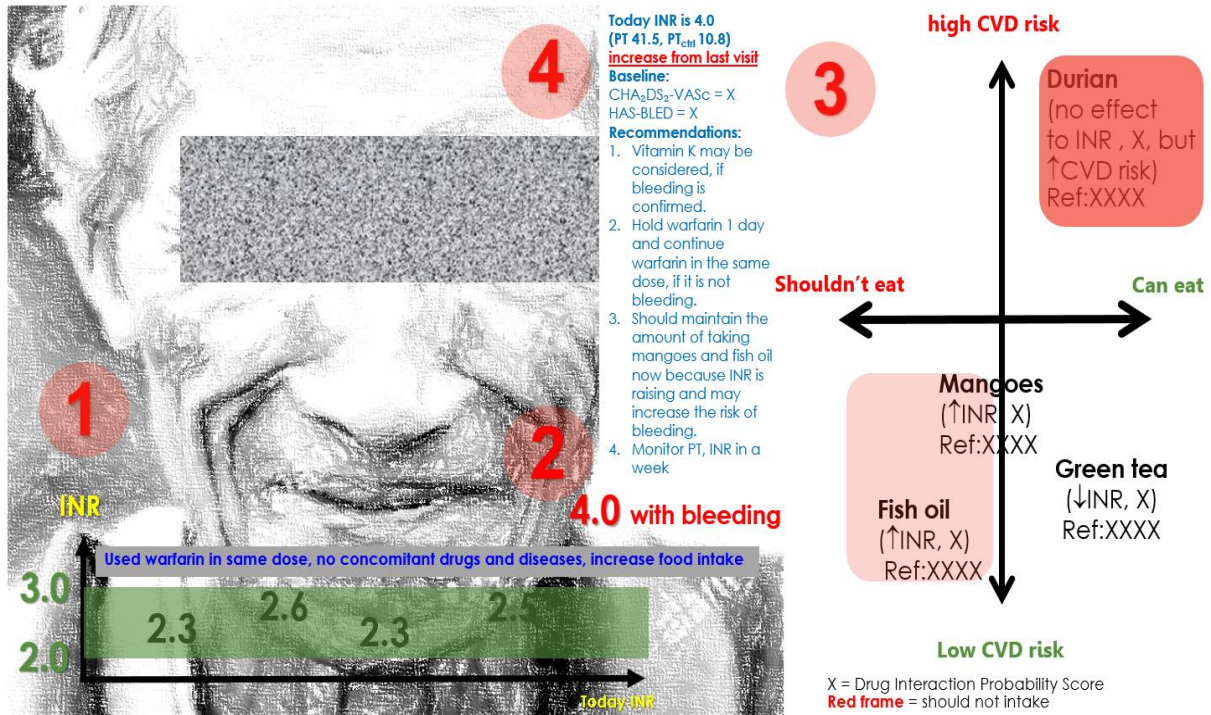 4
Today INR is 4.0
(PT 41.5, PTctrl 10.8)
increase from last visit
Baseline:
CHA₂DS₂-VASc = X
HAS-BLED = X
Recommendations:
1. Vitamin K may be
considered, if
bleeding is
confirmed.
2. Hold warfarin 1 day
and continue
warfarin in the same
dose, if it is not
bleeding.
3. Should maintain the
amount of taking
mangoes and fish oil
now because INR is
raising and may
increase the risk of
bleeding.
4. Monitor PT, INR in a
week
1
2
INR
4.0 with bleeding
Used warfarin in same dose, no concomitant drugs and diseases, increase food intake
3.0
2.0
2.3
2.6
2.3
2.5
Today INR
3
high CVD risk
Durian
(no effect
to INR , X, but
↑CVD risk)
Ref:XXXX
Shouldn't eat
Can eat
Mangoes
(↑INR, X)
Ref:XXXX
Fish oil
(↑INR, X)
Ref:XXXX
Green tea
(↓INR, X)
Ref:XXXX
Low CVD risk
X = Drug Interaction Probability Score
Red frame = should not intake